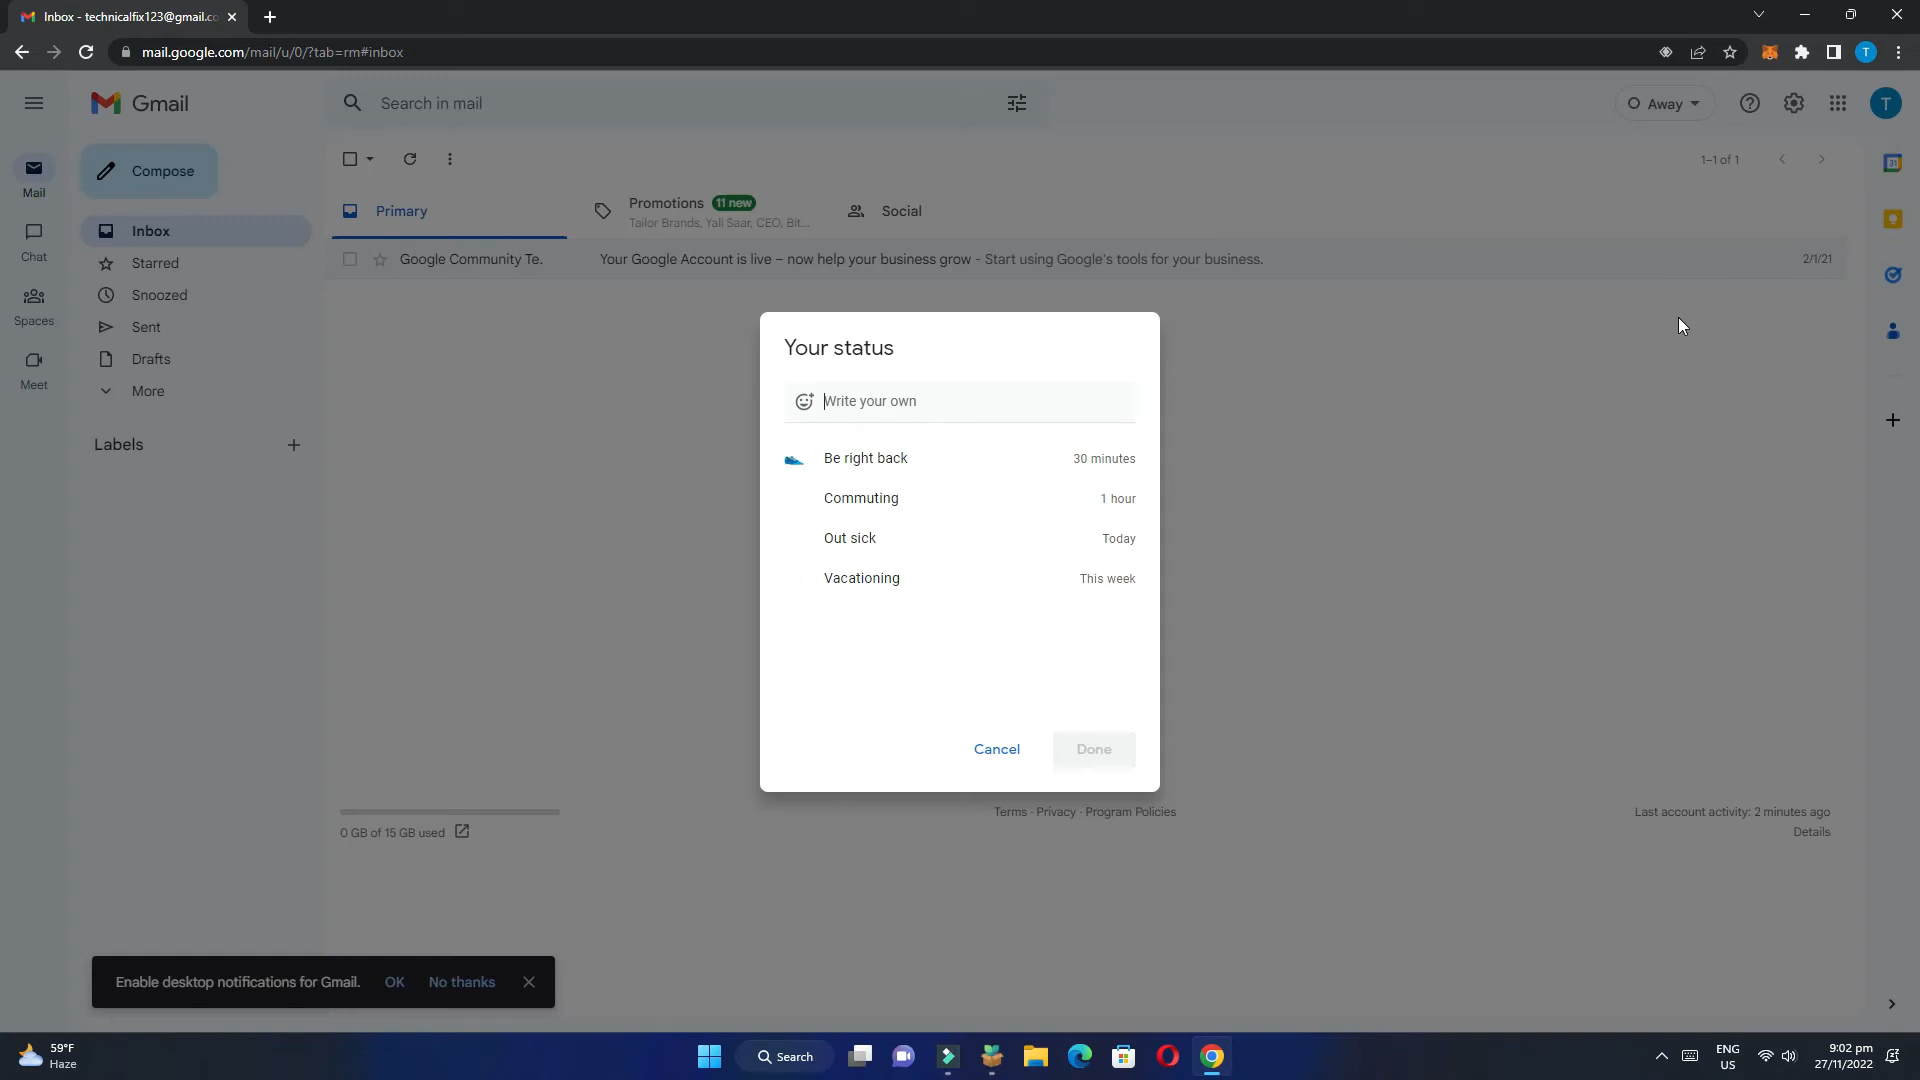 Inbox - technicalfix123@gmail.co
mail.google.com/mail/u/0/?tab=rm#inbox
T
Gmail
Search in mail
Away
T
Mail
Chat
Spaces
Meet
Compose
Inbox
Starred
Snoozed
Sent
Drafts
More
Labels
1–1 of 1
Primary
Promotions 11 new
Tailor Brands, Yali Saar, CEO, Bit...
Social
Google Community Te. Your Google Account is live – now help your business grow - Start using Google's tools for your business. 2/1/21
31
Your status
Write your own
Be right back 30 minutes
Commuting 1 hour
Out sick Today
Vacationing This week
Cancel Done
0 GB of 15 GB used
Terms · Privacy · Program Policies
Last account activity: 2 minutes ago
Details
Enable desktop notifications for Gmail. OK No thanks
59°F
Haze
Search
ENG
US
9:02 pm
27/11/2022